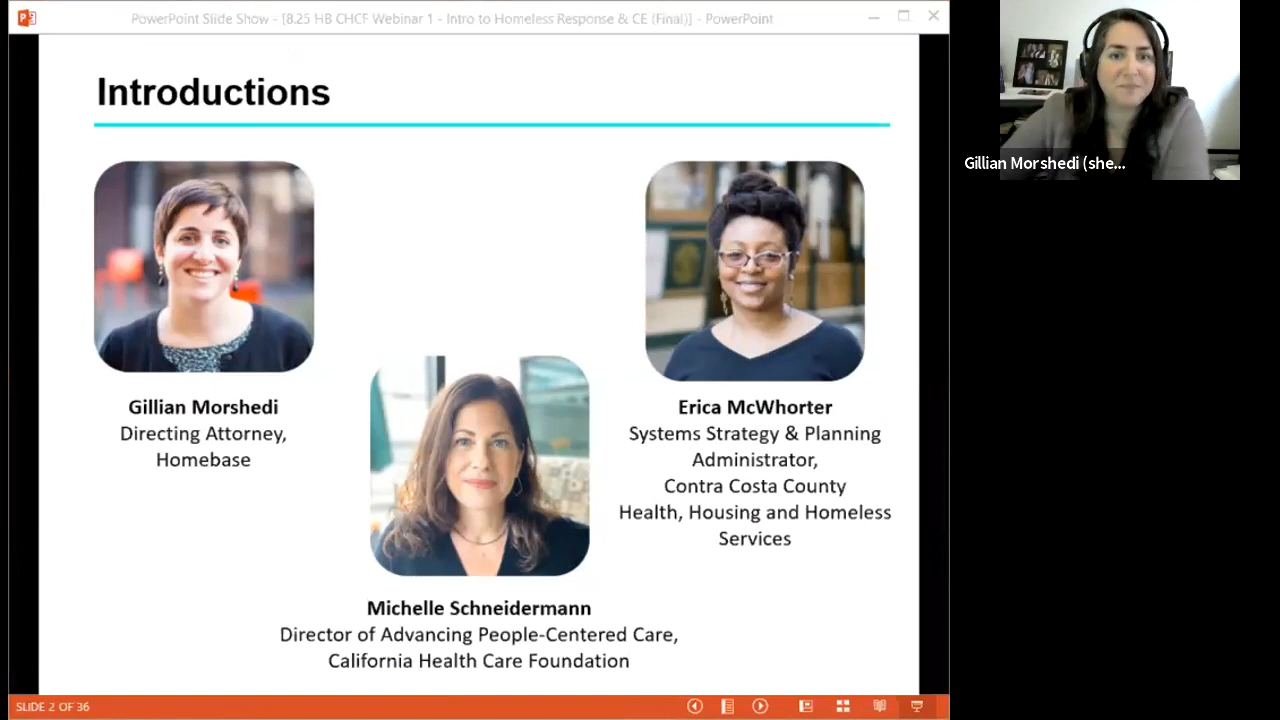 PowerPoint Slide Show - [8.25 HB CHCF Webinar 1 - Intro to Homeless Response & CE (Final)] - PowerPoint
Introductions
Gillian Morshedi
Directing Attorney,
Homebase
Erica McWhorter
Systems Strategy & Planning
Administrator,
Contra Costa County
Health, Housing and Homeless
Services
Michelle Schneidermann
Director of Advancing People-Centered Care,
California Health Care Foundation
SLIDE 2 OF 36
Gillian Morshedi (she...